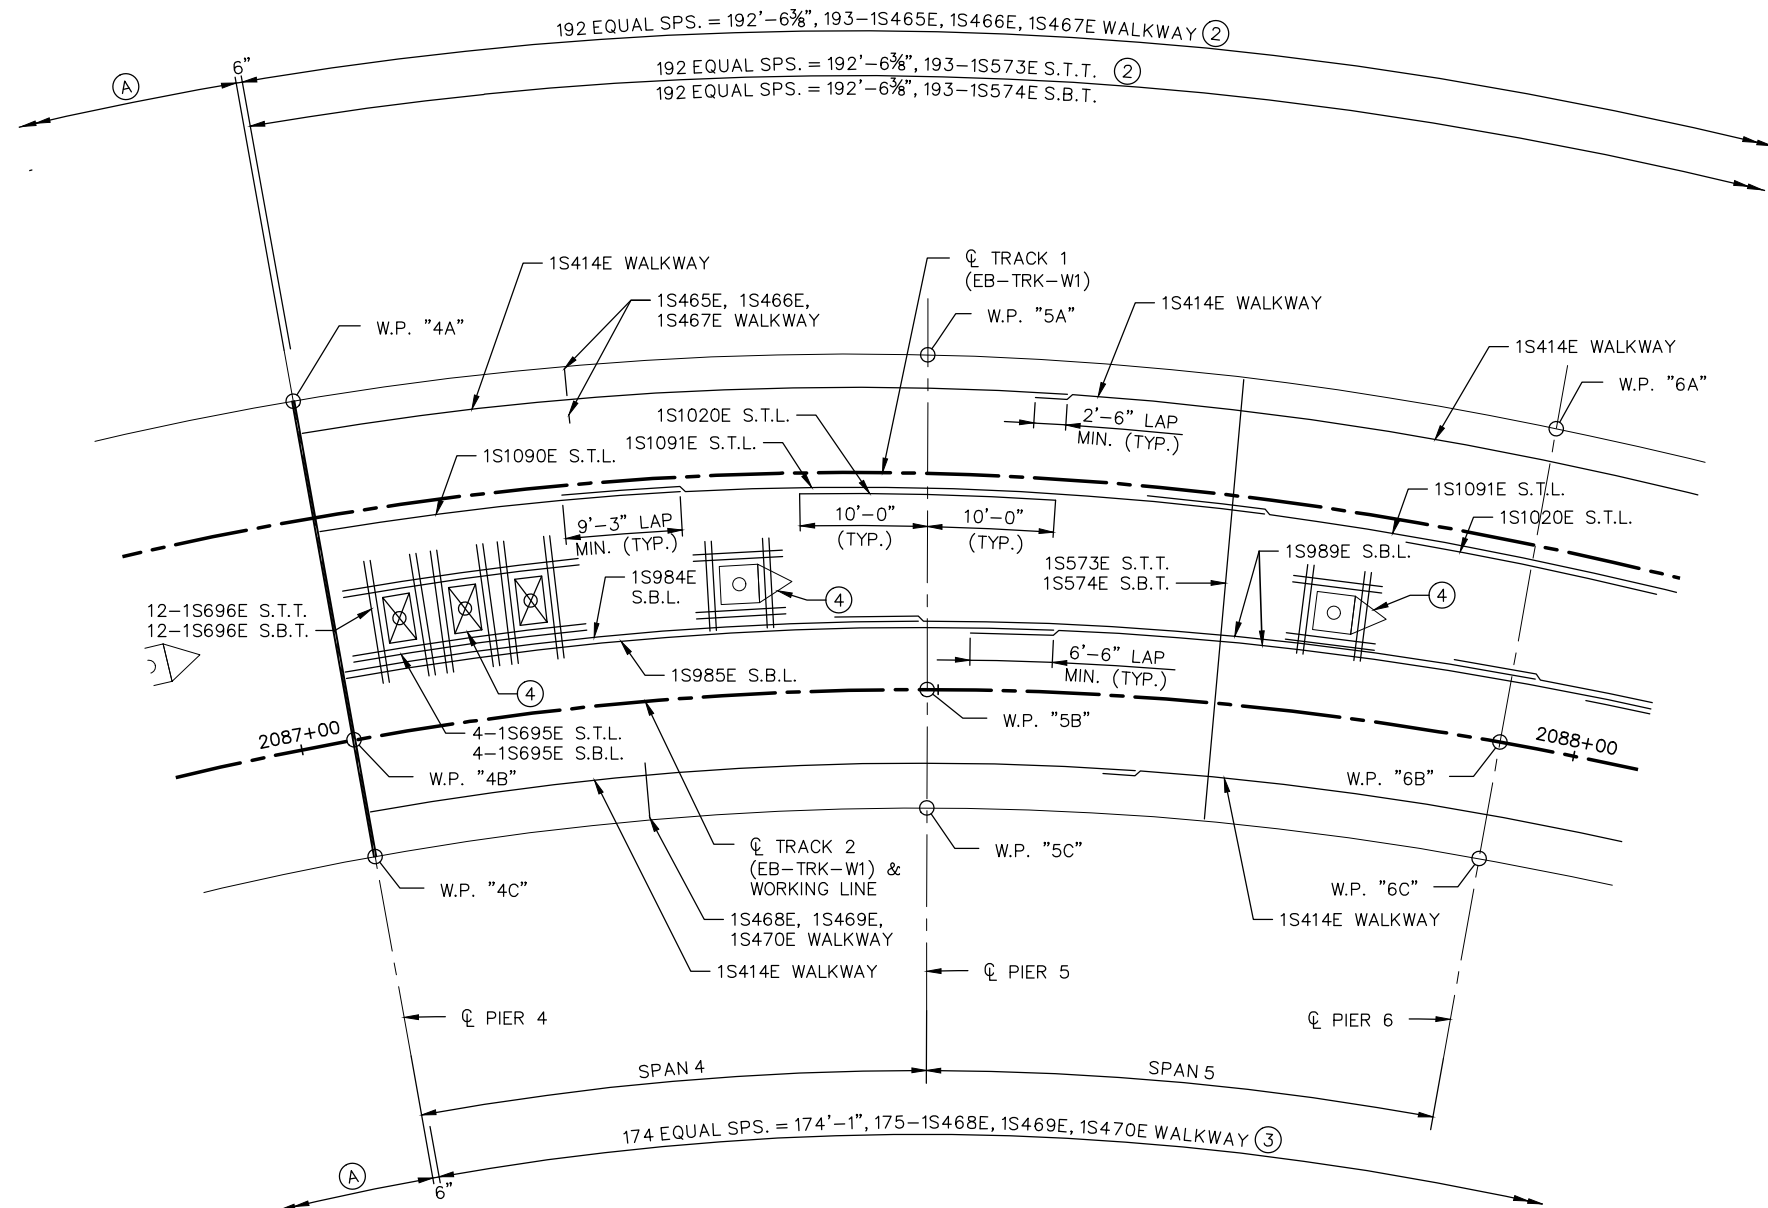 192 EQUAL SPS. = 192'-6⅜", 193-1S465E, 1S466E, 1S467E WALKWAY ②
6"
192 EQUAL SPS. = 192'-6⅜", 193-1S573E S.T.T. ②
Ⓐ
192 EQUAL SPS. = 192'-6⅜", 193-1S574E S.B.T.
1S414E WALKWAY
℄ TRACK 1
(EB-TRK-W1)
1S465E, 1S466E,
1S467E WALKWAY
W.P. "4A"
W.P. "5A"
1S414E WALKWAY
1S414E WALKWAY
W.P. "6A"
1S1020E S.T.L.
1S1091E S.T.L.
2'-6" LAP
MIN. (TYP.)
1S1090E S.T.L.
1S1091E S.T.L.
1S1020E S.T.L.
9'-3" LAP
MIN. (TYP.)
10'-0"
(TYP.)
10'-0"
(TYP.)
1S989E S.B.L.
1S573E S.T.T.
1S574E S.B.T.
1S984E
S.B.L.
④
④
12-1S696E S.T.T.
12-1S696E S.B.T.
6'-6" LAP
MIN. (TYP.)
1S985E S.B.L.
④
W.P. "5B"
2087+00
4-1S695E S.T.L.
4-1S695E S.B.L.
2088+00
W.P. "4B"
W.P. "6B"
℄ TRACK 2
(EB-TRK-W1) &
WORKING LINE
W.P. "5C"
W.P. "4C"
W.P. "6C"
1S468E, 1S469E,
1S470E WALKWAY
1S414E WALKWAY
1S414E WALKWAY
℄ PIER 5
℄ PIER 4
℄ PIER 6
SPAN 4
SPAN 5
174 EQUAL SPS. = 174'-1", 175-1S468E, 1S469E, 1S470E WALKWAY ③
Ⓐ
6"